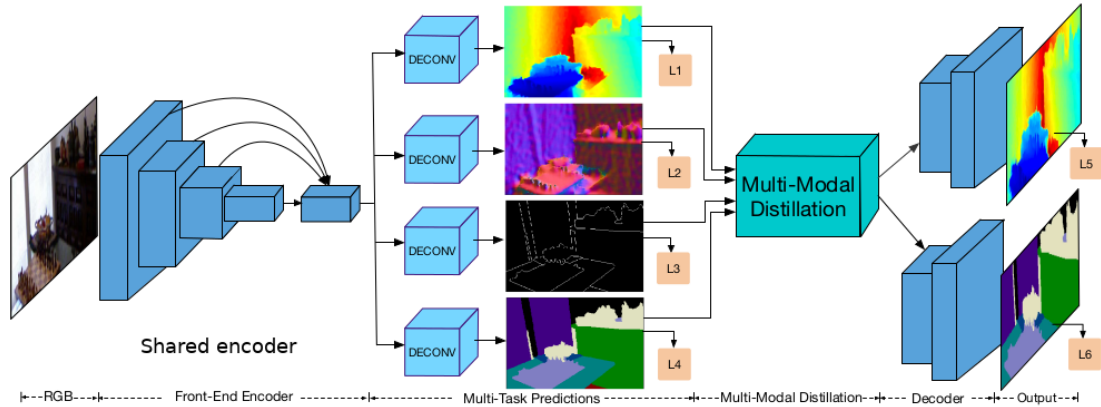 DECONV
L1
DECONV
L2
Multi-Modal
Distillation
L5
DECONV
L3
Shared encoder
DECONV
L4
L6
RGB
Front-End Encoder
Multi-Task Predictions
Multi-Modal Distillation
Decoder
Output